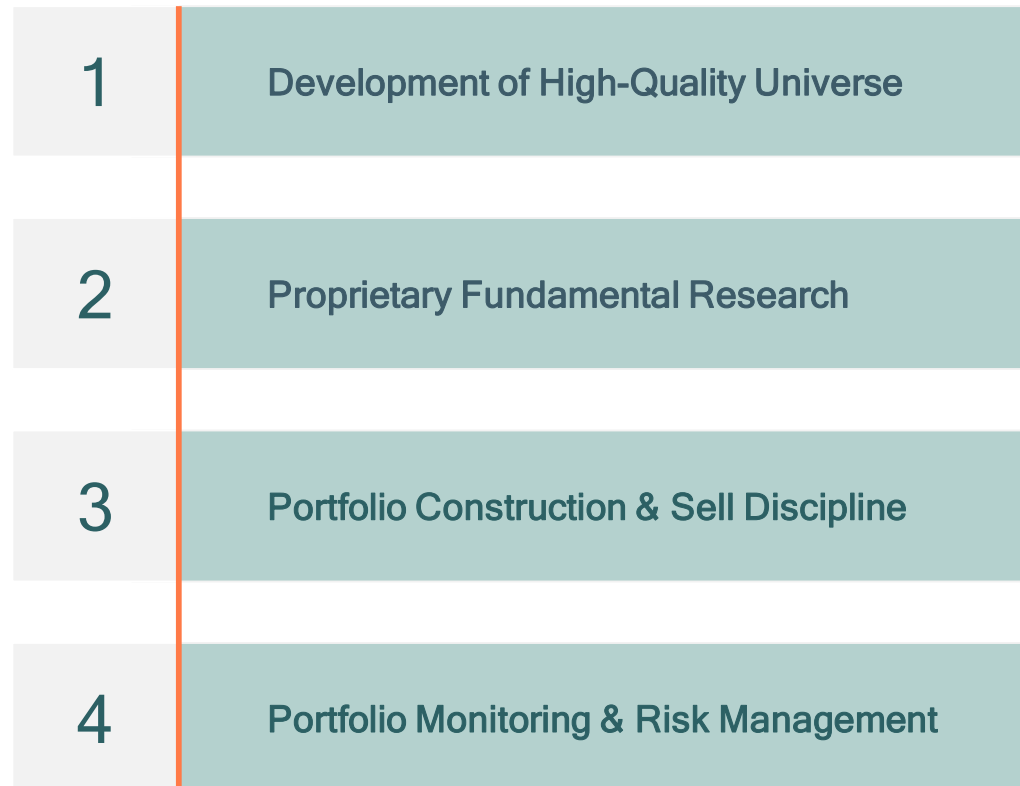 1
Development of High-Quality Universe
2
Proprietary Fundamental Research
3
Portfolio Construction & Sell Discipline
4
Portfolio Monitoring & Risk Management